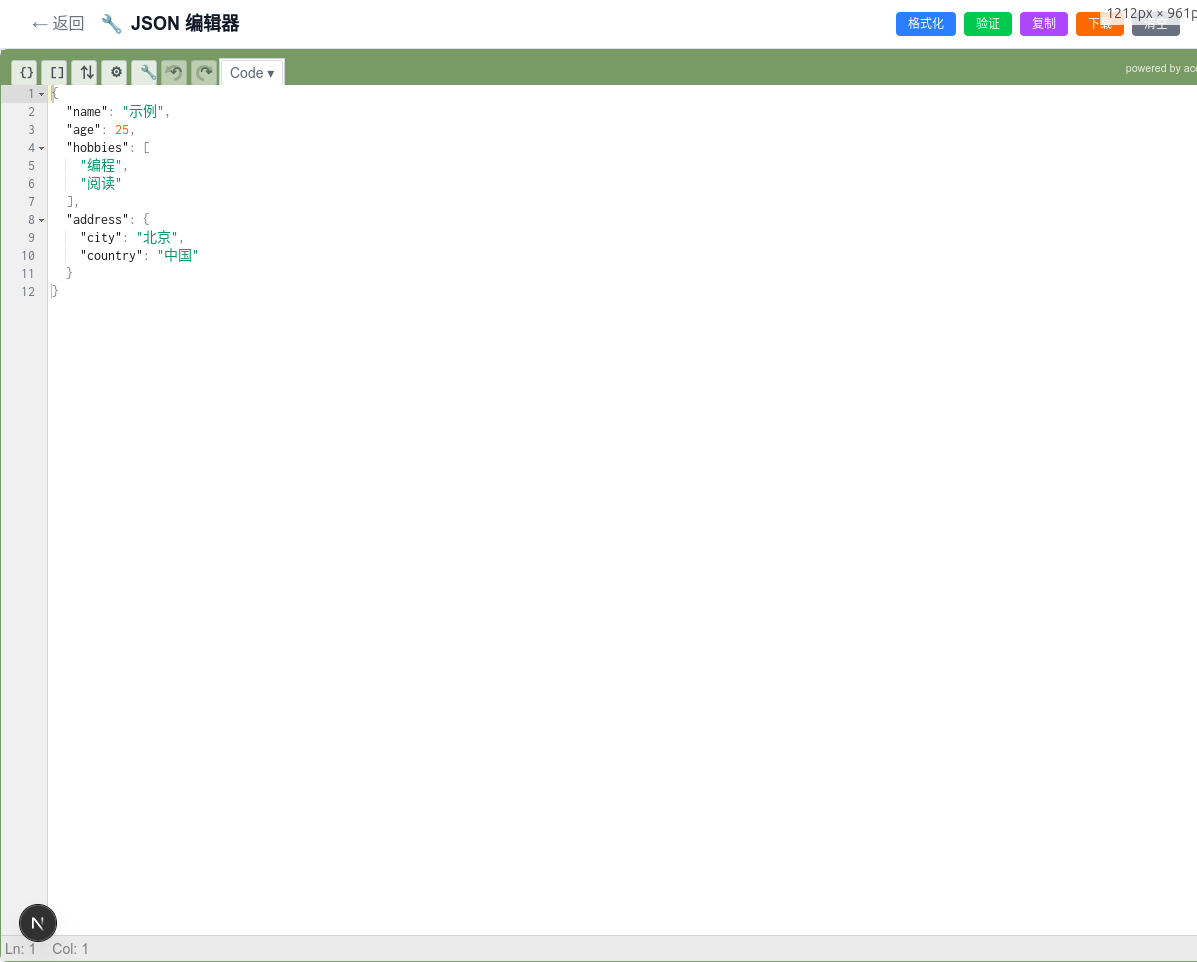 ← 返回 🔧 JSON 编辑器 格式化 验证 复制 下载 清空
1212px × 961p
{} [] Code ▾ powered by ac
1 {
2 "name": "示例",
3 "age": 25,
4 "hobbies": [
5 "编程",
6 "阅读"
7 ],
8 "address": {
9 "city": "北京",
10 "country": "中国"
11 }
12 }
N
Ln: 1 Col: 1